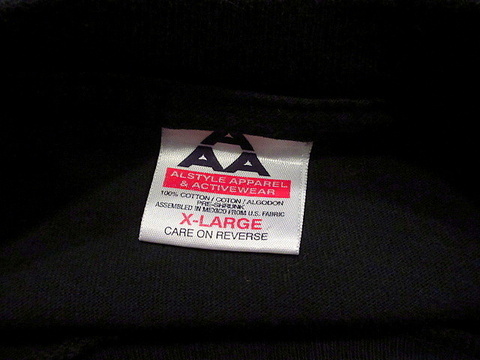 A
AA
ALSTYLE APPAREL
& ACTIVEWEAR
100% COTTON / COTON / ALGODON
PRE-SHRUNK
ASSEMBLED IN MEXICO FROM U.S. FABRIC
X-LARGE
CARE ON REVERSE